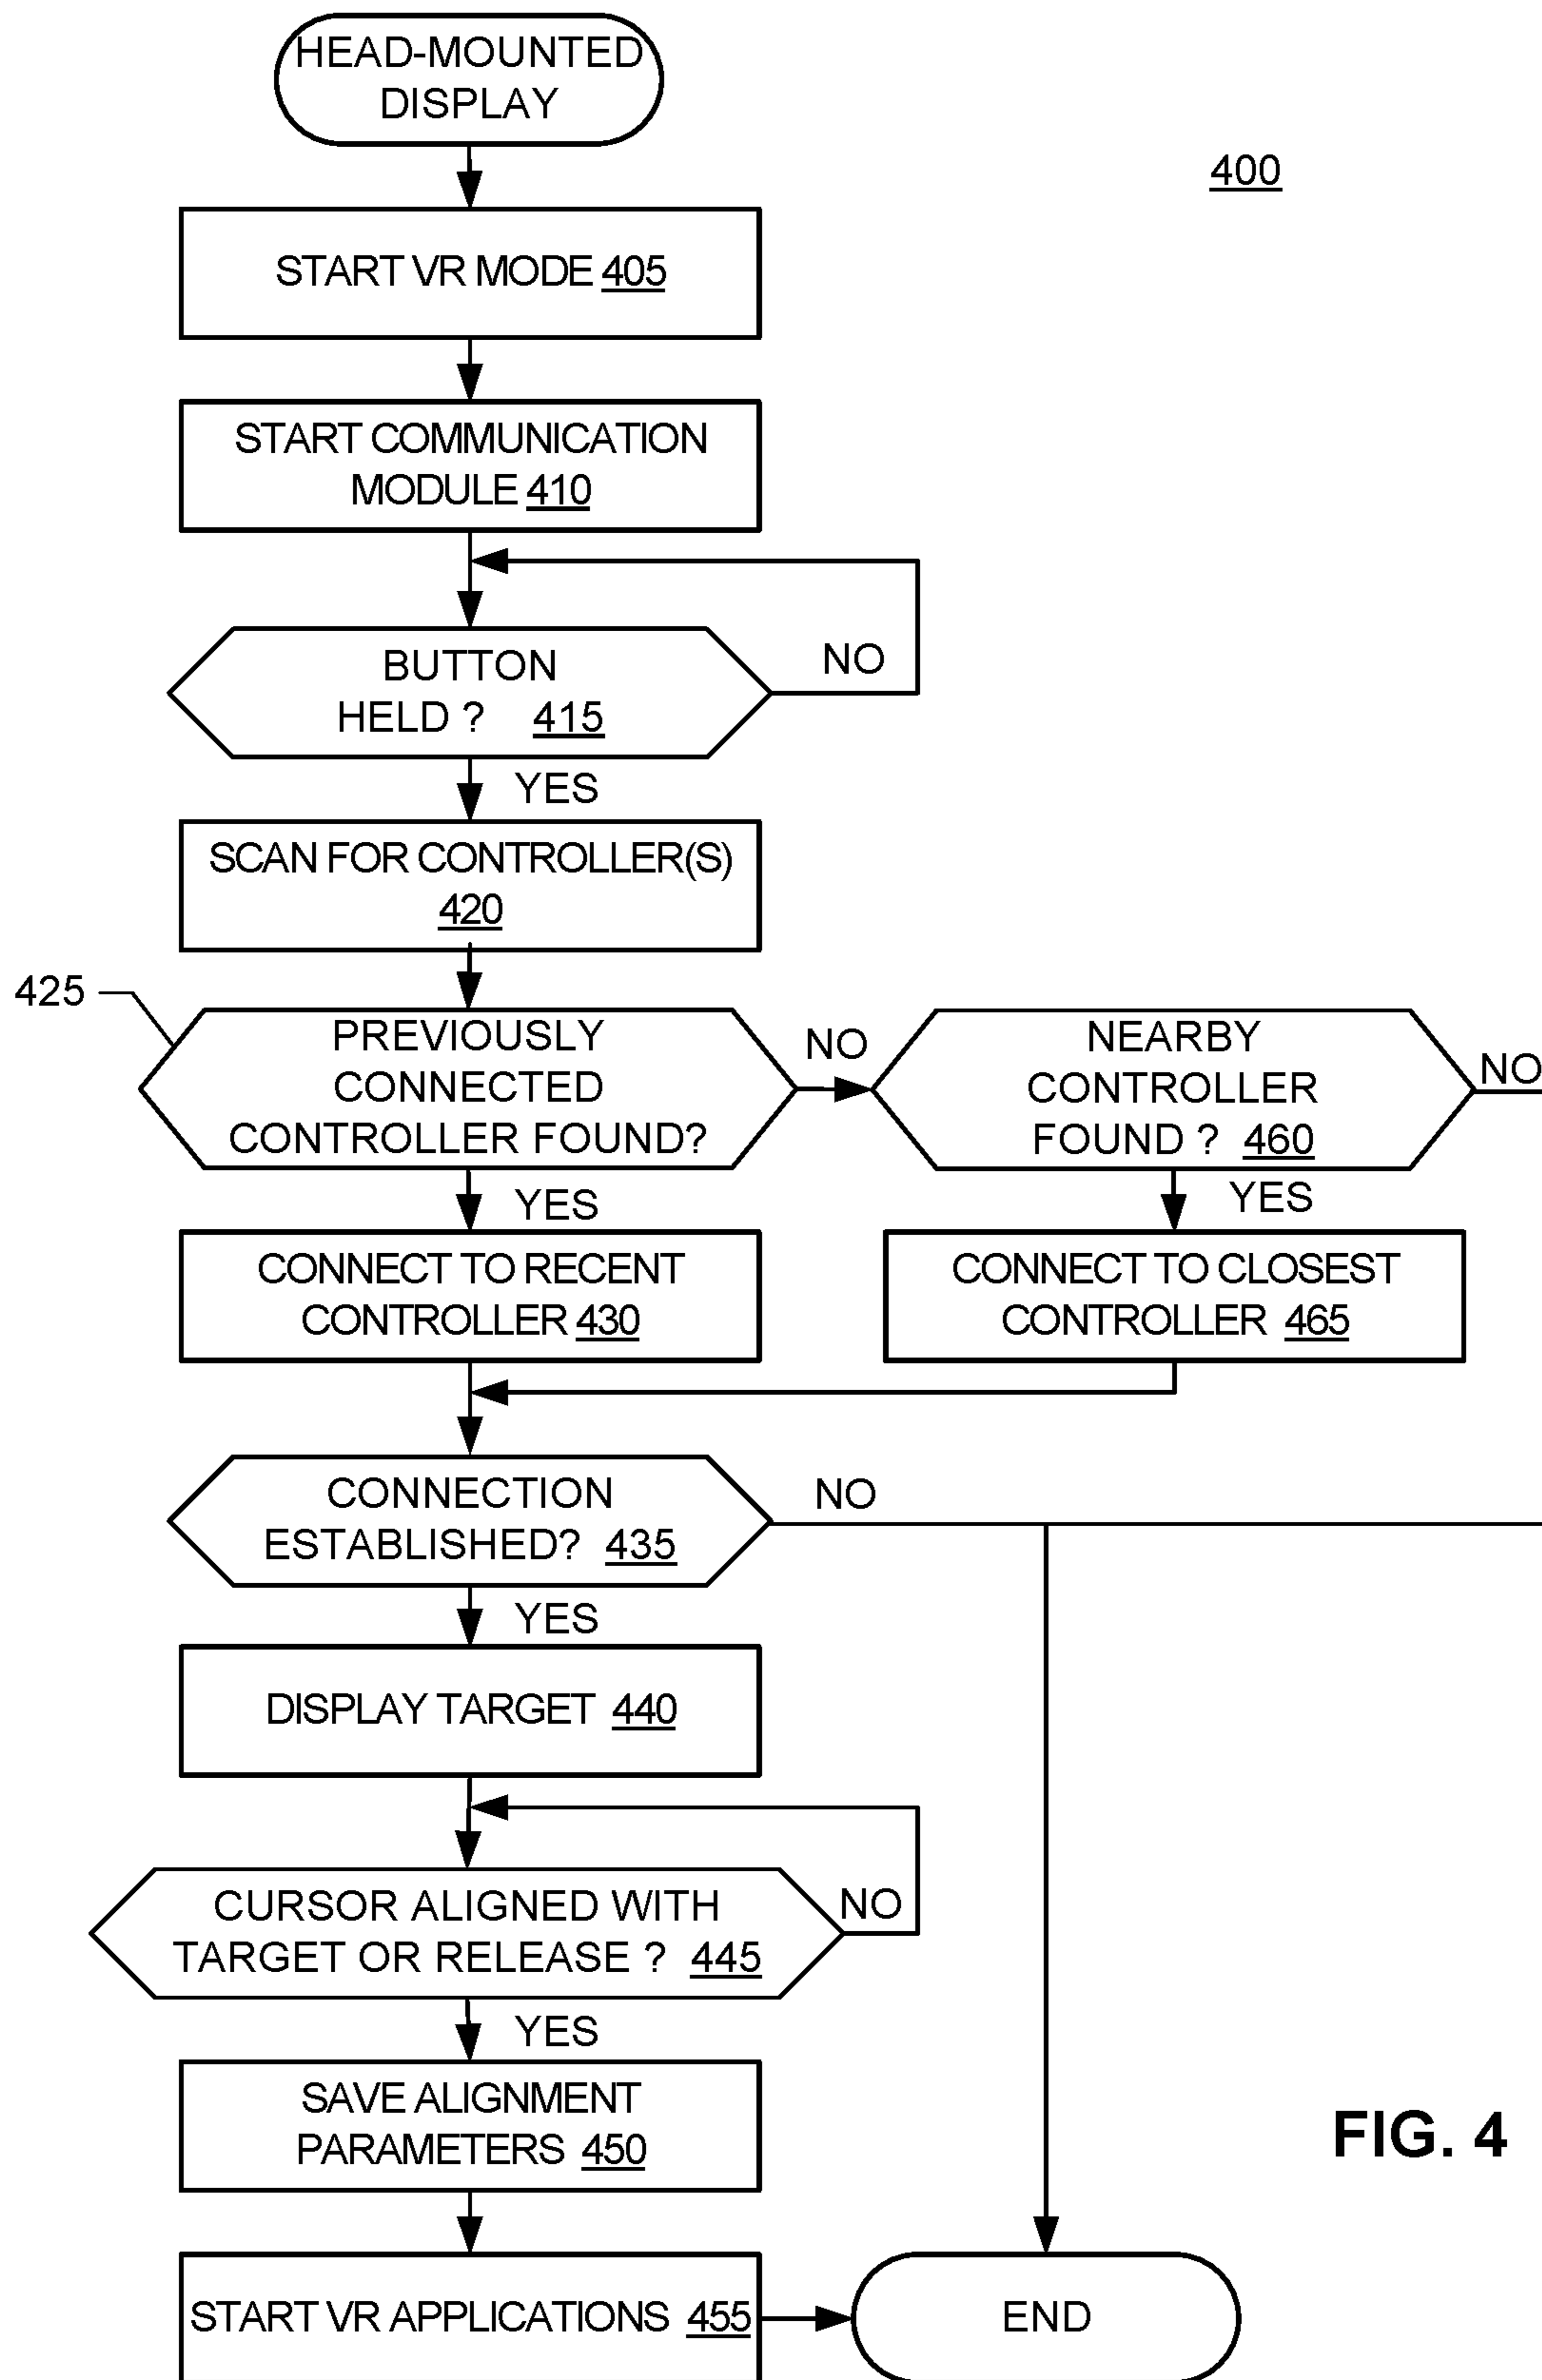 HEAD-MOUNTED
DISPLAY
400
START VR MODE 405
START COMMUNICATION
MODULE 410
BUTTON
HELD ? 415
NO
YES
SCAN FOR CONTROLLER(S)
420
425
PREVIOUSLY
CONNECTED
CONTROLLER FOUND?
NO
NEARBY
CONTROLLER
FOUND ? 460
NO
YES
YES
CONNECT TO RECENT
CONTROLLER 430
CONNECT TO CLOSEST
CONTROLLER 465
CONNECTION
ESTABLISHED? 435
NO
YES
DISPLAY TARGET 440
CURSOR ALIGNED WITH
TARGET OR RELEASE ? 445
NO
YES
SAVE ALIGNMENT
PARAMETERS 450
FIG. 4
START VR APPLICATIONS 455
END